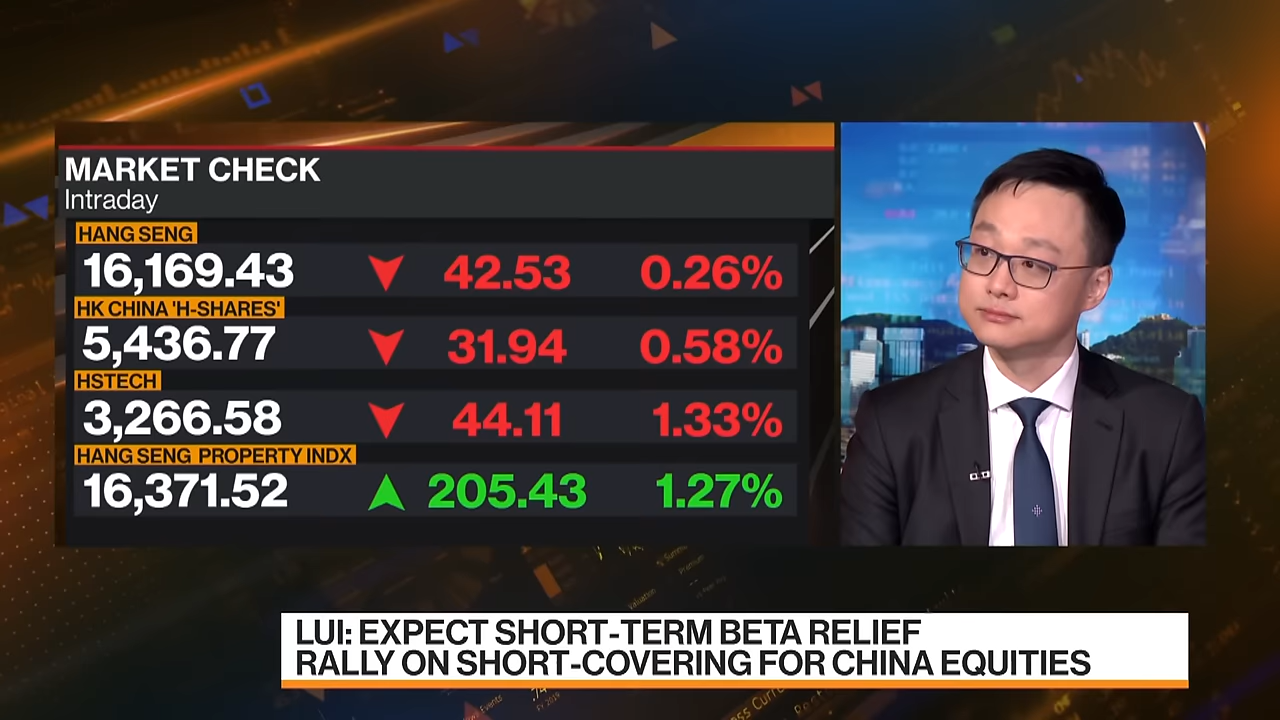 MARKET CHECK
Intraday
HANG SENG
16,169.43 ▼ 42.53 0.26%
HK CHINA 'H-SHARES'
5,436.77 ▼ 31.94 0.58%
HSTECH
3,266.58 ▼ 44.11 1.33%
HANG SENG PROPERTY INDX
16,371.52 ▲ 205.43 1.27%
LUI: EXPECT SHORT-TERM BETA RELIEF
RALLY ON SHORT-COVERING FOR CHINA EQUITIES